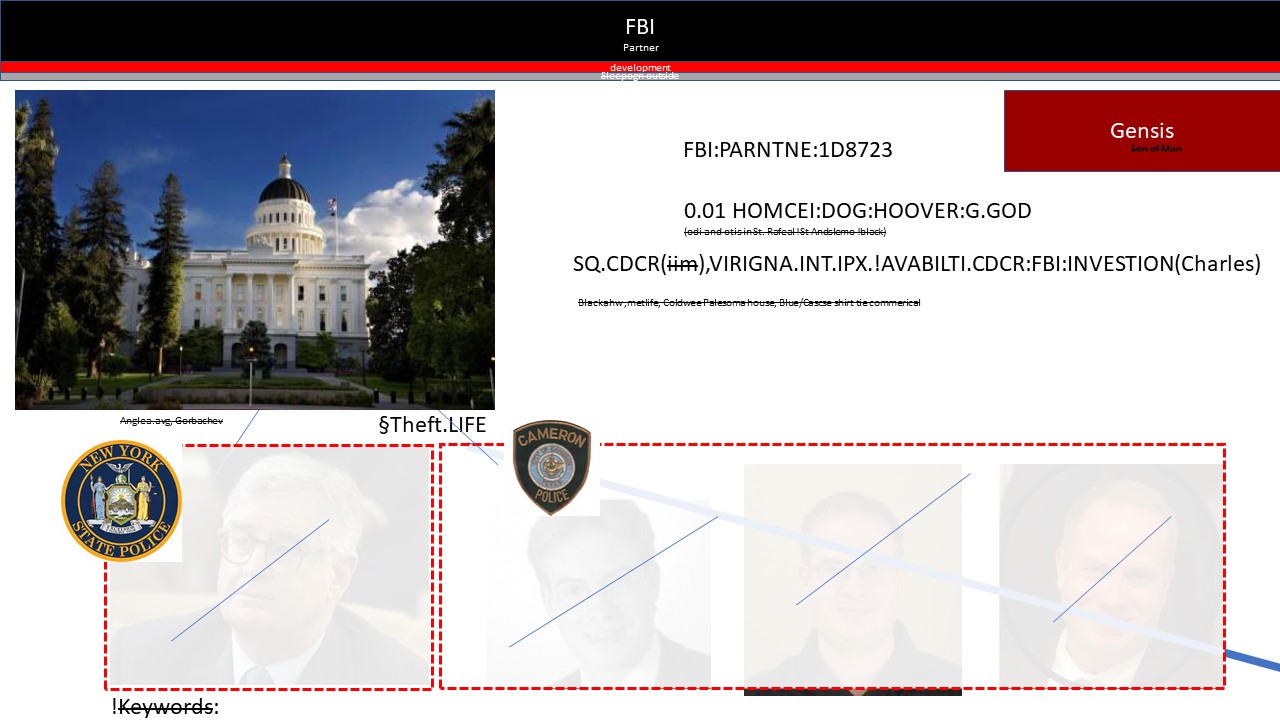 FBI
Partner
development
Sleepogn outside
Gensis
Son of Man
FBI:PARNTNE:1D8723
0.01 HOMCEI:DOG:HOOVER:G.GOD
(odi and otis in St. Rafeal !St Andslemo !black)
SQ.CDCR(iim),VIRIGNA.INT.IPX.!AVABILTI.CDCR:FBI:INVESTION(Charles)
Blackahw, metlife, Coldwee Palesoma house, Blue/Cascse shirt tie commerical
Anglea.avg, Gorbachev
§Theft.LIFE
NEW YORK
STATE POLICE
CAMERON
POLICE
!Keywords: